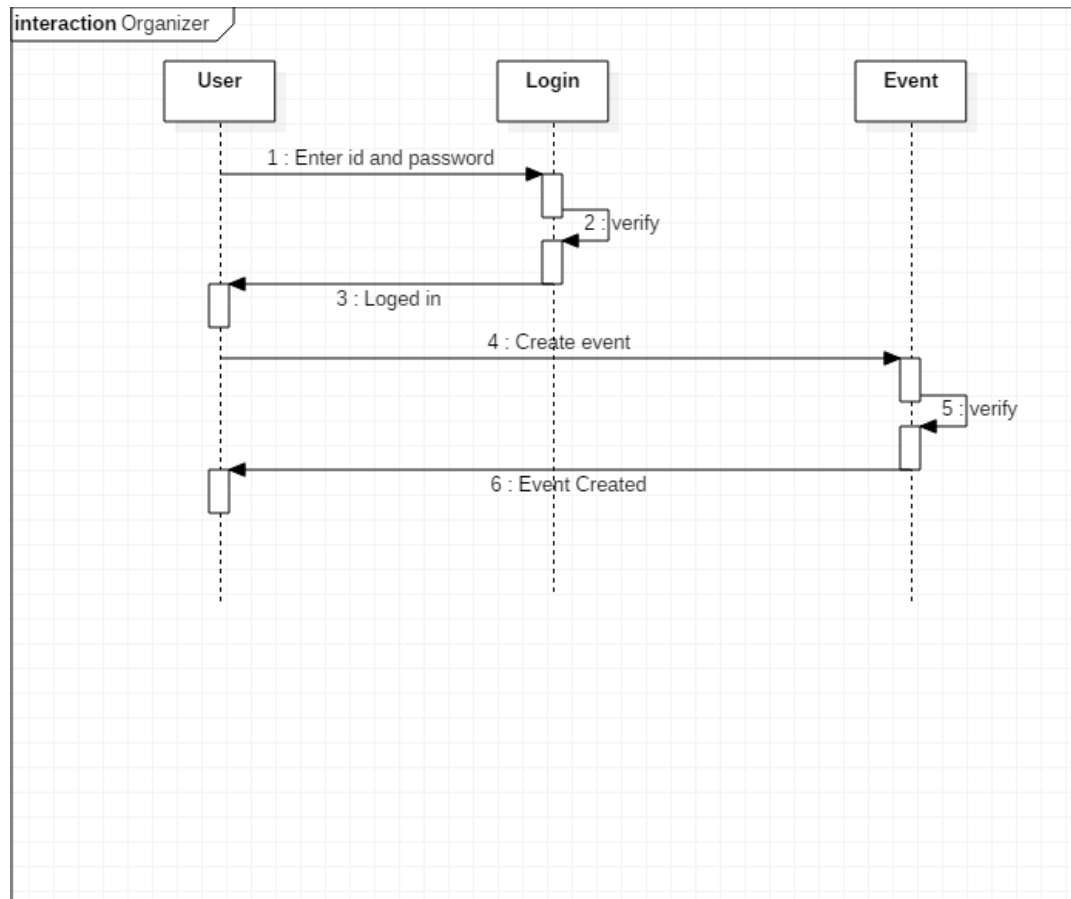 interaction Organizer
User
Login
Event
1 : Enter id and password
2 : verify
3 : Loged in
4 : Create event
5 : verify
6 : Event Created